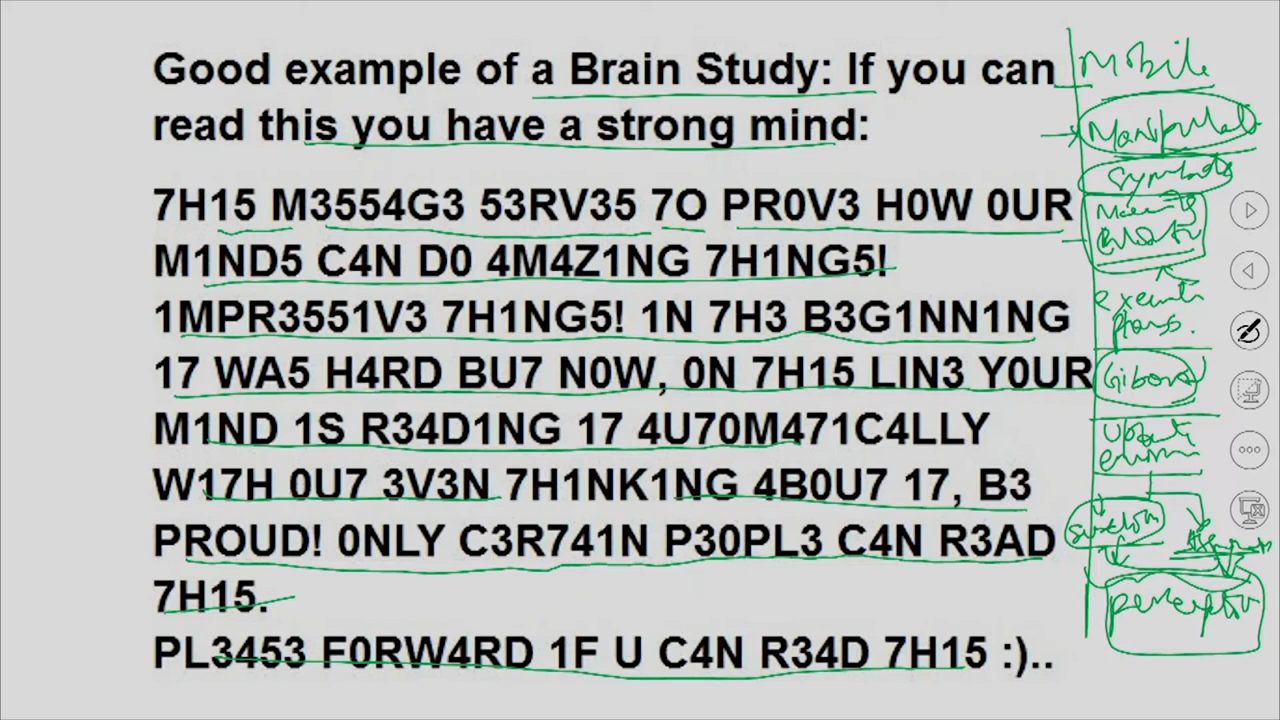 Good example of a Brain Study: If you can
read this you have a strong mind:
7H15 M3554G3 53RV35 7O PR0V3 H0W 0UR
M1ND5 C4N D0 4M4Z1NG 7H1NG5!
1MPR3551V3 7H1NG5! 1N 7H3 B3G1NN1NG
17 WA5 H4RD BU7 N0W, 0N 7H15 LIN3 Y0UR
M1ND 1S R34D1NG 17 4U70M471C4LLY
W17H 0U7 3V3N 7H1NK1NG 4B0U7 17, B3
PROUD! 0NLY C3R741N P30PL3 C4N R3AD
7H15.
PL3453 F0RW4RD 1F U C4N R34D 7H15 :)..
Mobile
symbols
perception